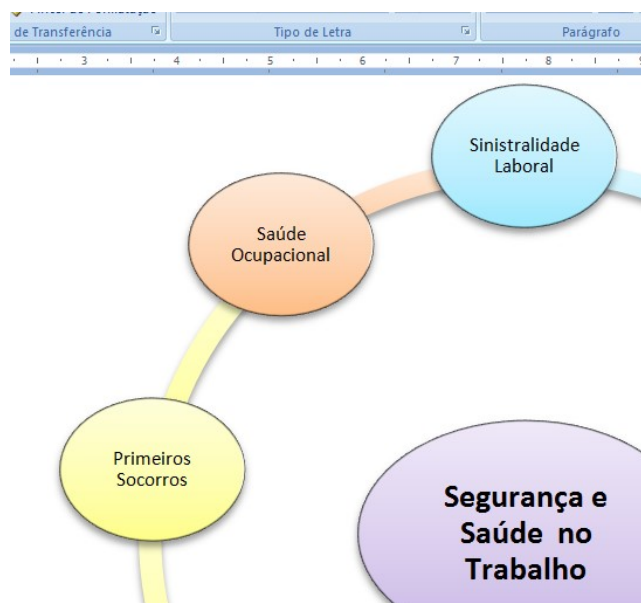 de Transferência
Tipo de Letra
Parágrafo
3 4 5 6 7 8
Sinistralidade
Laboral
Saúde
Ocupacional
Primeiros
Socorros
Segurança e
Saúde no
Trabalho